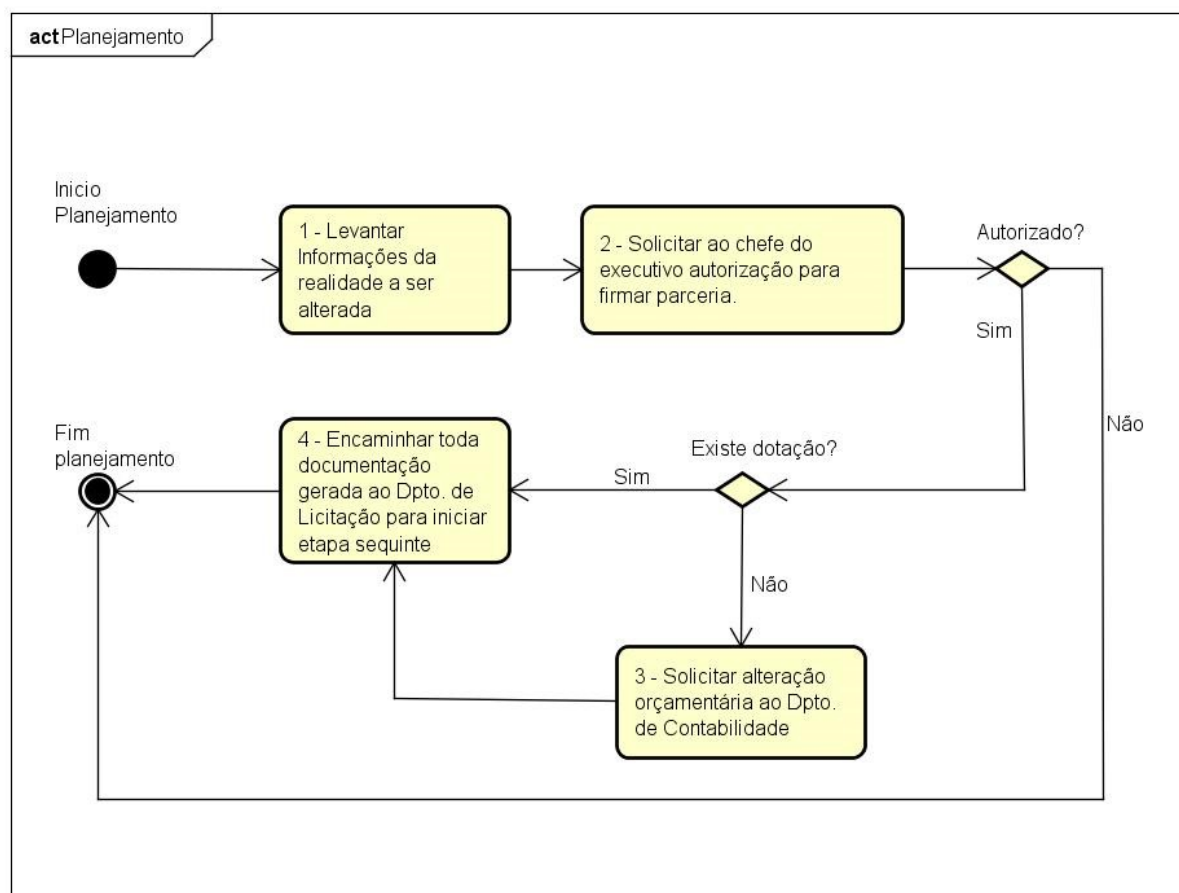 act Planejamento
Inicio
Planejamento
1 - Levantar
Informações da
realidade a ser
alterada
2 - Solicitar ao chefe do
executivo autorização para
firmar parceria.
Autorizado?
Sim
Não
Fim
planejamento
4 - Encaminhar toda
documentação
gerada ao Dpto. de
Licitação para iniciar
etapa sequinte
Sim
Existe dotação?
Não
3 - Solicitar alteração
orçamentária ao Dpto.
de Contabilidade